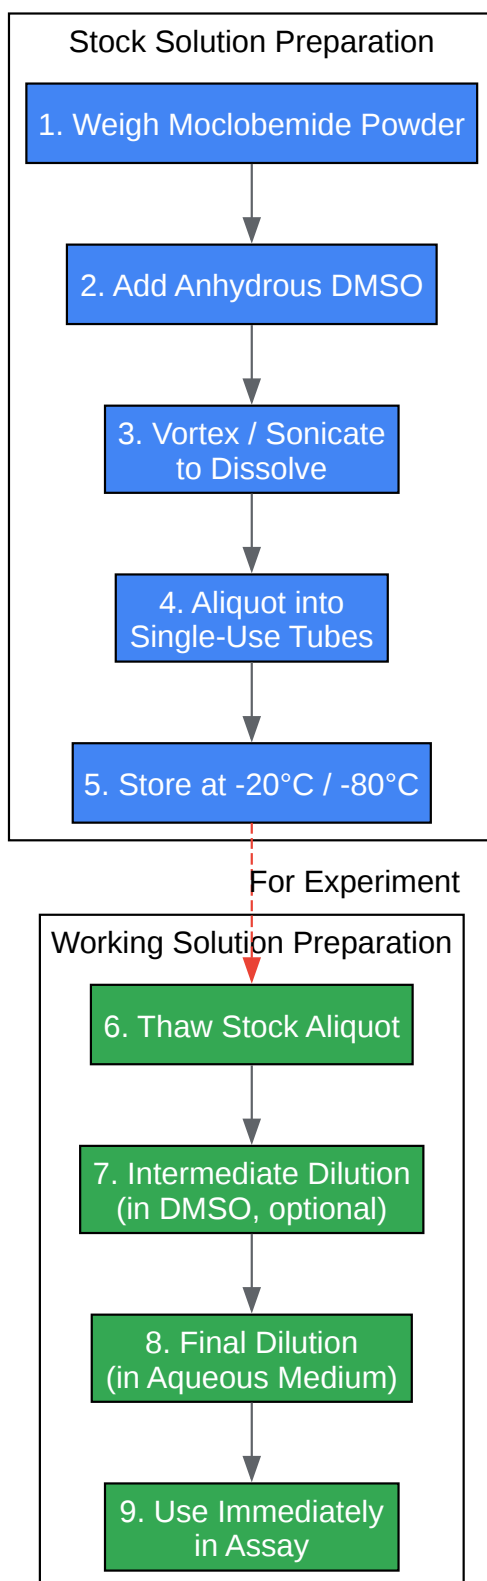 Stock Solution Preparation
1. Weigh Moclobemide Powder
2. Add Anhydrous DMSO
3. Vortex / Sonicate
to Dissolve
4. Aliquot into
Single-Use Tubes
5. Store at -20°C / -80°C
For Experiment
Working Solution Preparation
6. Thaw Stock Aliquot
7. Intermediate Dilution
(in DMSO, optional)
8. Final Dilution
(in Aqueous Medium)
9. Use Immediately
in Assay